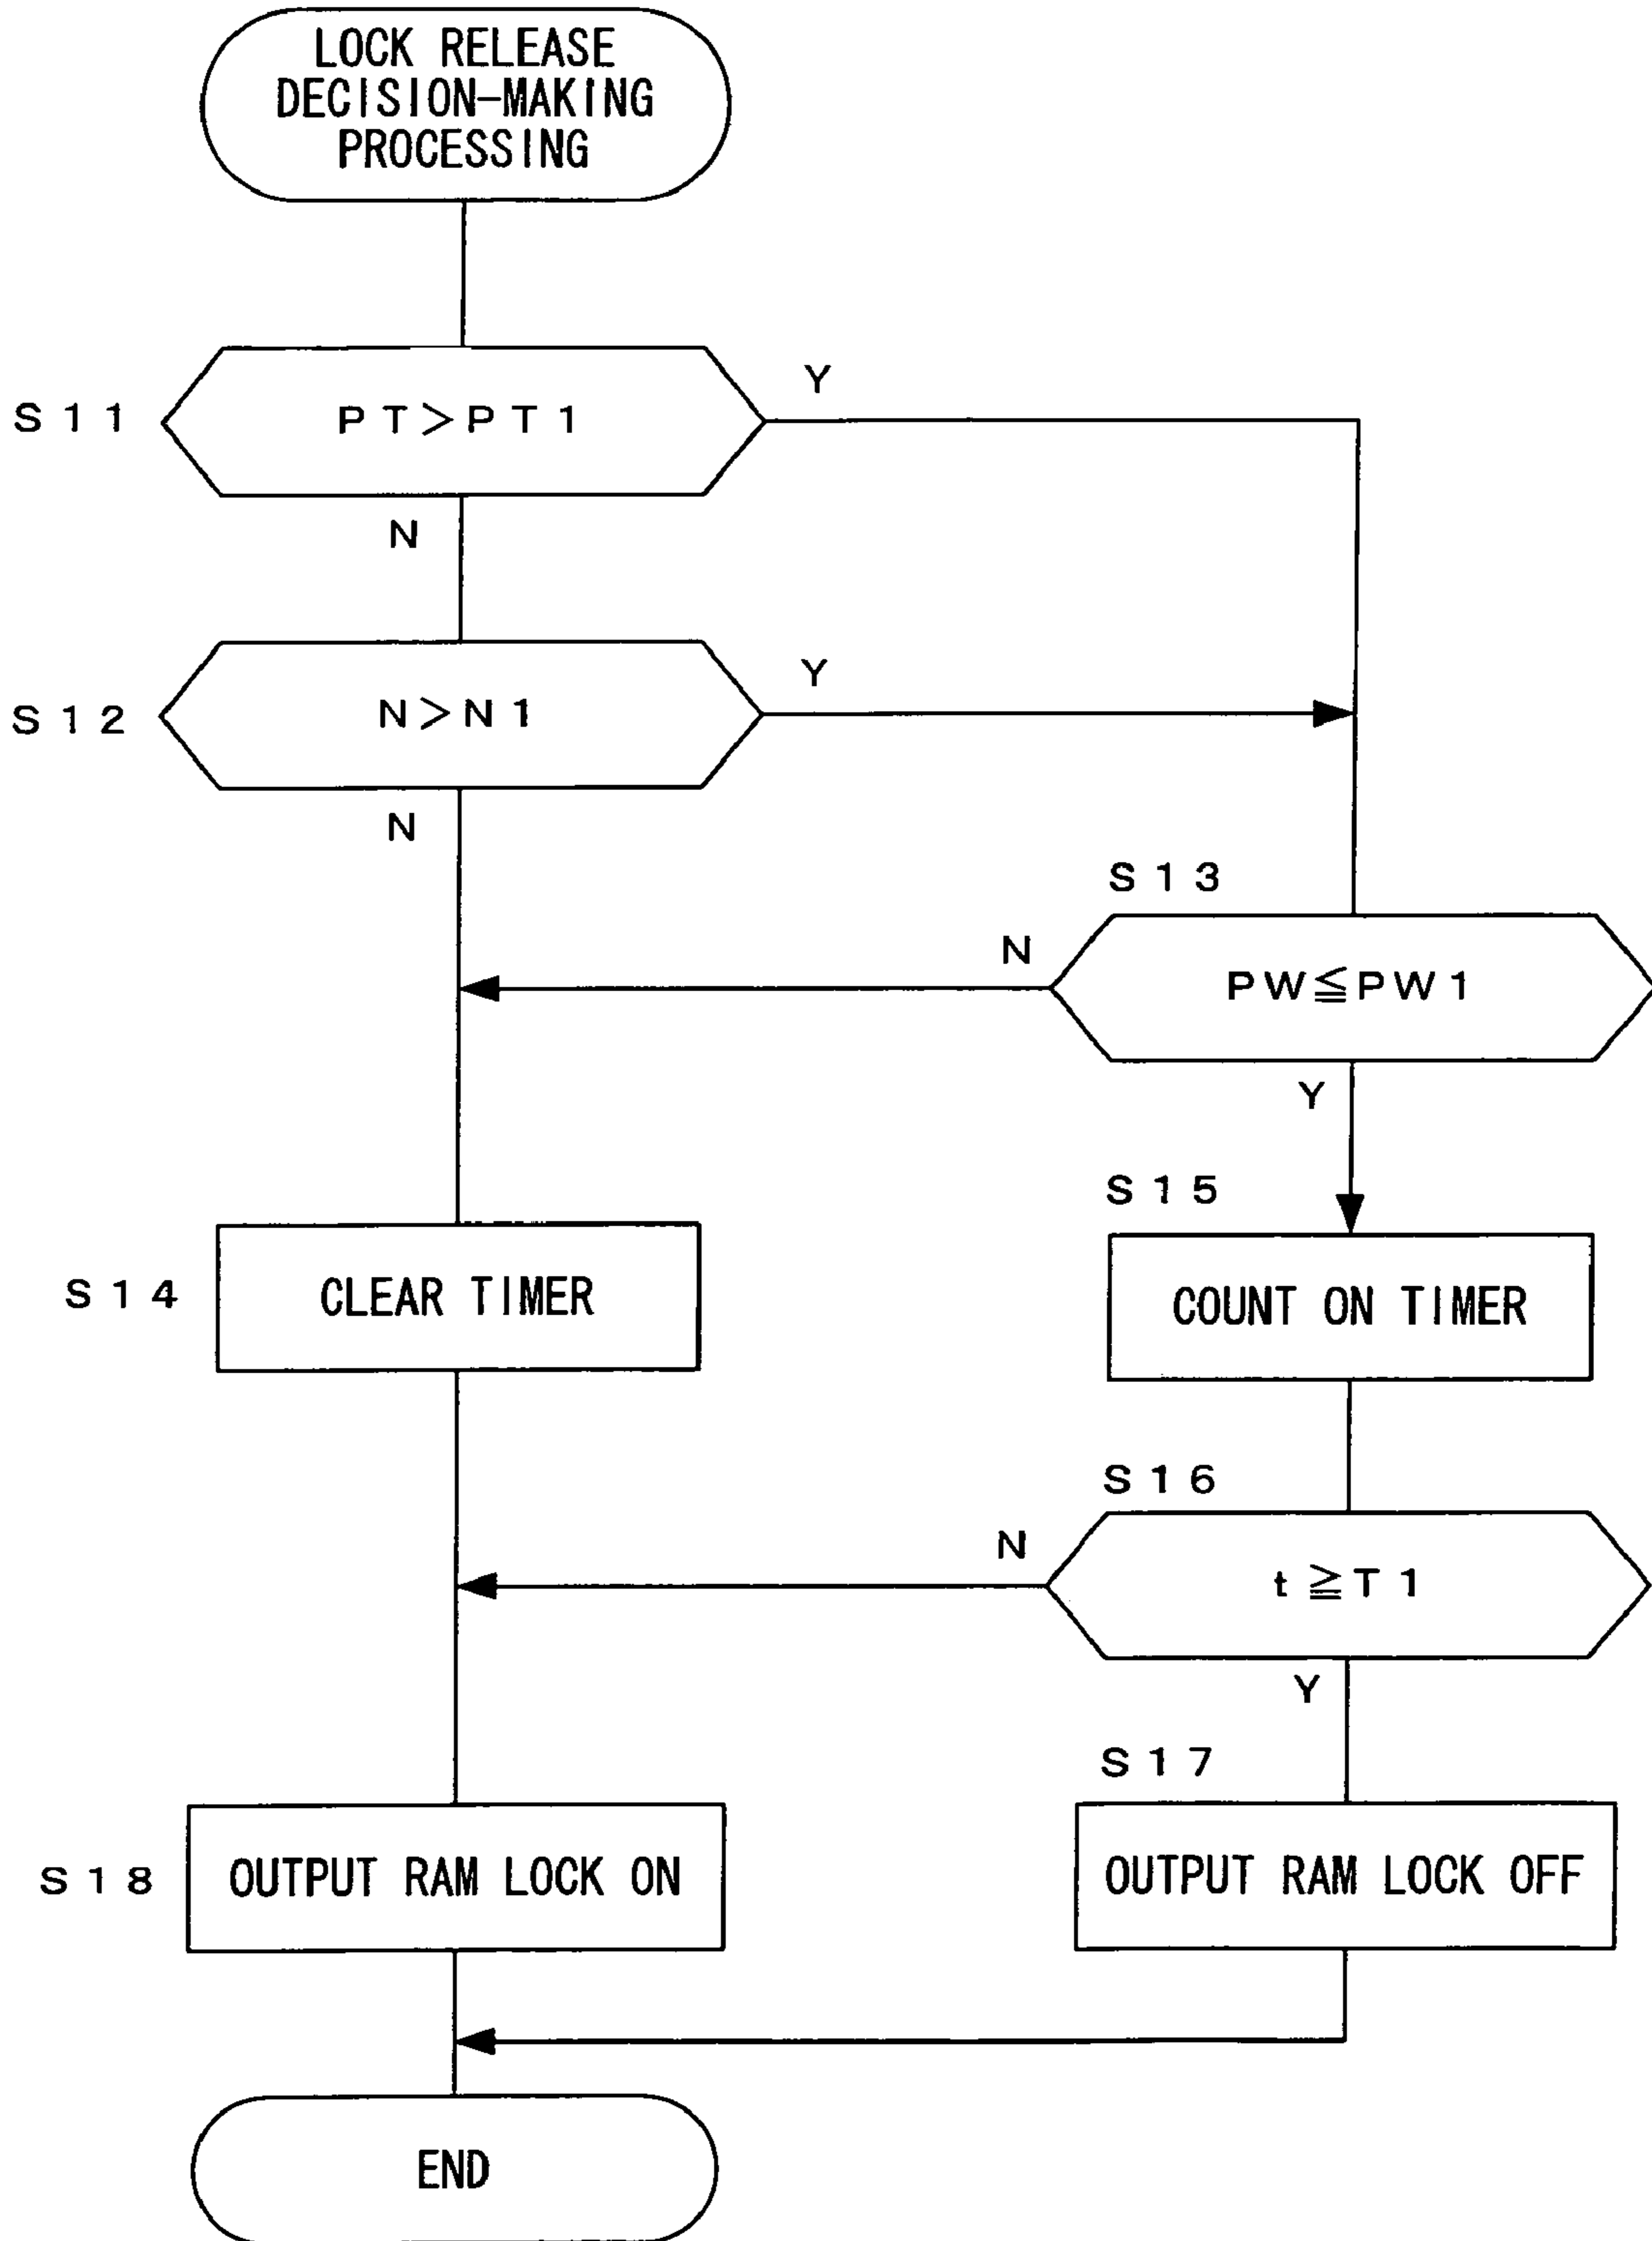 LOCK RELEASE
DECISION-MAKING
PROCESSING
S11
PT>PT1
Y
N
S12
N>N1
Y
N
S13
N
PW≦PW1
Y
S15
S14
CLEAR TIMER
COUNT ON TIMER
S16
N
t≧T1
Y
S17
S18
OUTPUT RAM LOCK ON
OUTPUT RAM LOCK OFF
END